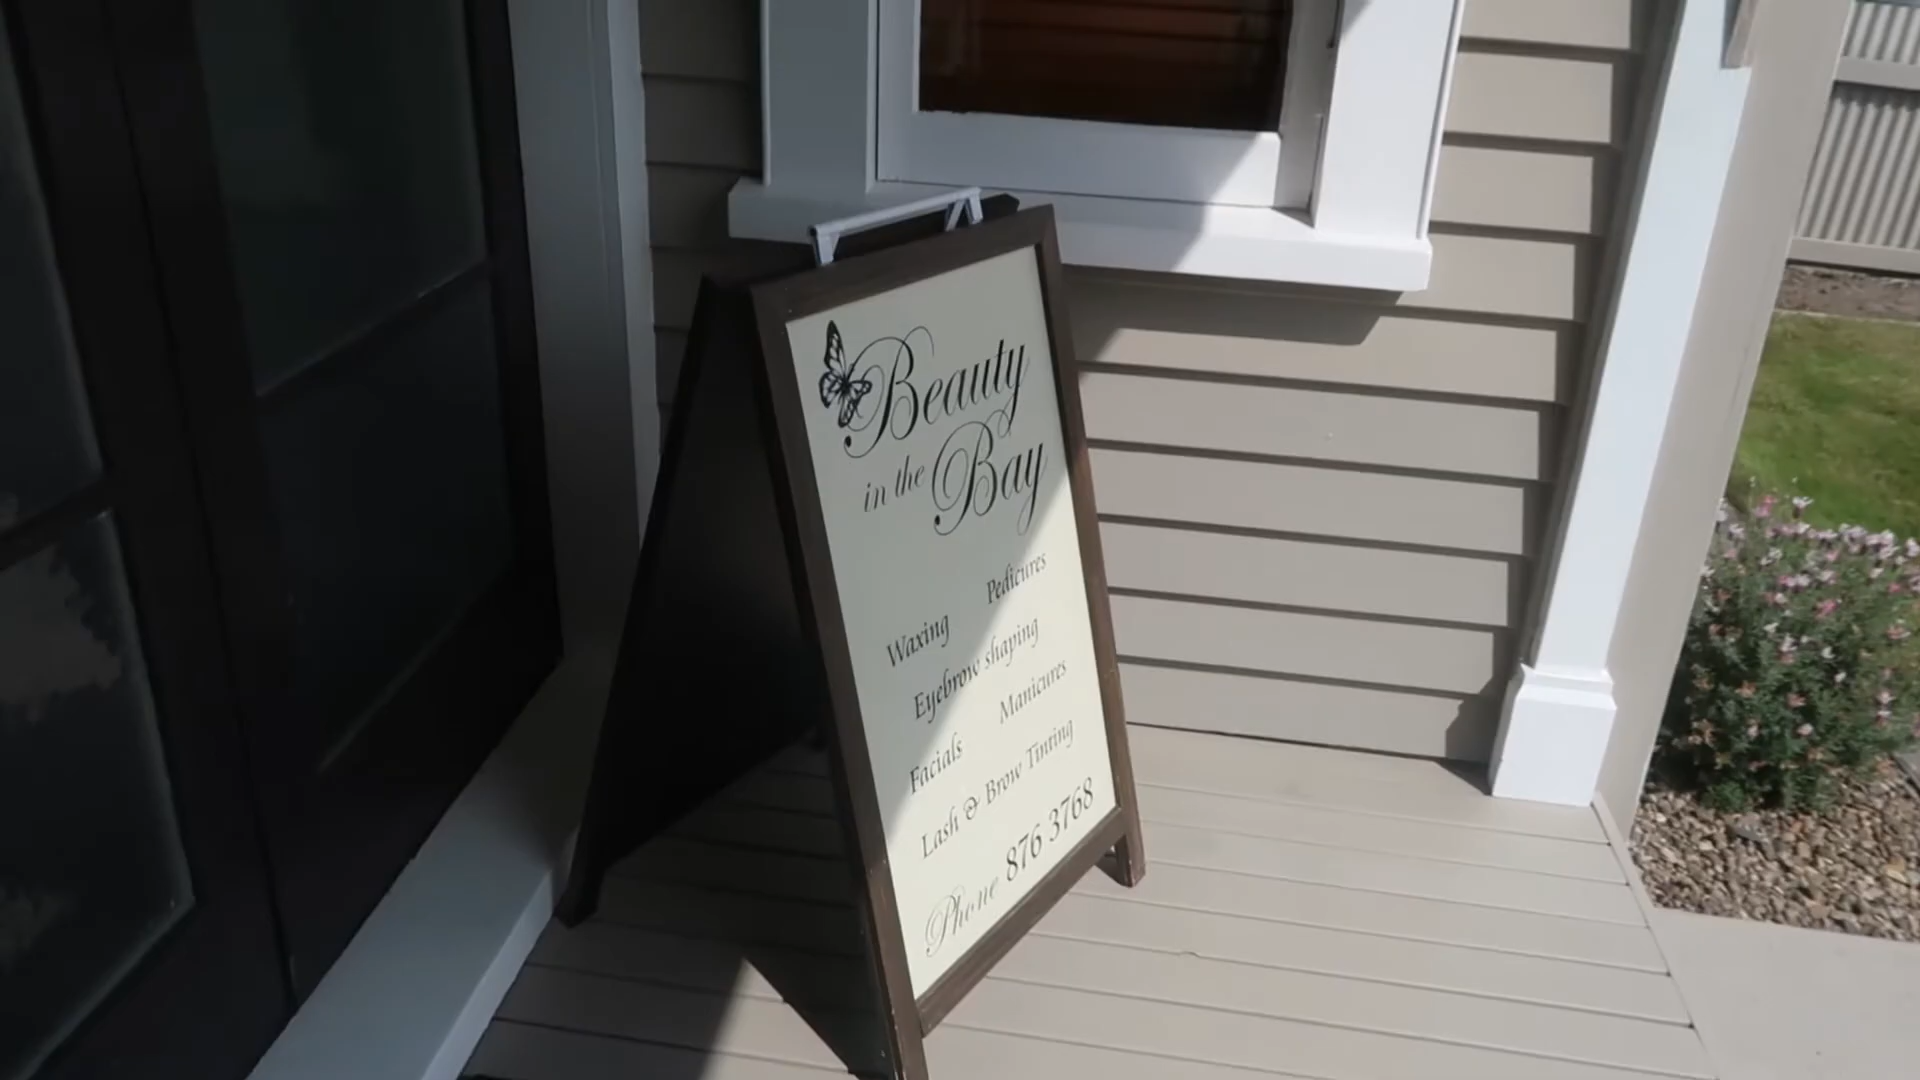 Beauty
in the Bay
Waxing Pedicures
Eyebrow shaping
Facials Manicures
Lash & Brow Tinting
Phone 876 3768